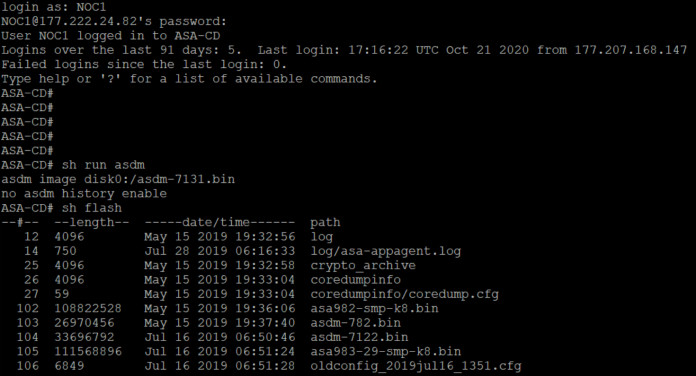 login as: NOC1
NOC1@177.222.24.82's password:
User NOC1 logged in to ASA-CD
Logins over the last 91 days: 5.  Last login: 17:16:22 UTC Oct 21 2020 from 177.207.168.147
Failed logins since the last login: 0.
Type help or '?' for a list of available commands.
ASA-CD#
ASA-CD#
ASA-CD#
ASA-CD#
ASA-CD#
ASA-CD# sh run asdm
asdm image disk0:/asdm-7131.bin
no asdm history enable
ASA-CD# sh flash
--#--  --length--  -----date/time------  path
12  4096  May 15 2019 19:32:56  log
14  750  Jul 28 2019 06:16:33  log/asa-appagent.log
25  4096  May 15 2019 19:32:58  crypto_archive
26  4096  May 15 2019 19:33:04  coredumpinfo
27  59  May 15 2019 19:33:04  coredumpinfo/coredump.cfg
102  108822528  May 15 2019 19:36:06  asa982-smp-k8.bin
103  26970456  May 15 2019 19:37:40  asdm-782.bin
104  33696792  Jul 16 2019 06:50:46  asdm-7122.bin
105  111568896  Jul 16 2019 06:51:24  asa983-29-smp-k8.bin
106  6849  Jul 16 2019 06:51:28  oldconfig_2019jul16_1351.cfg